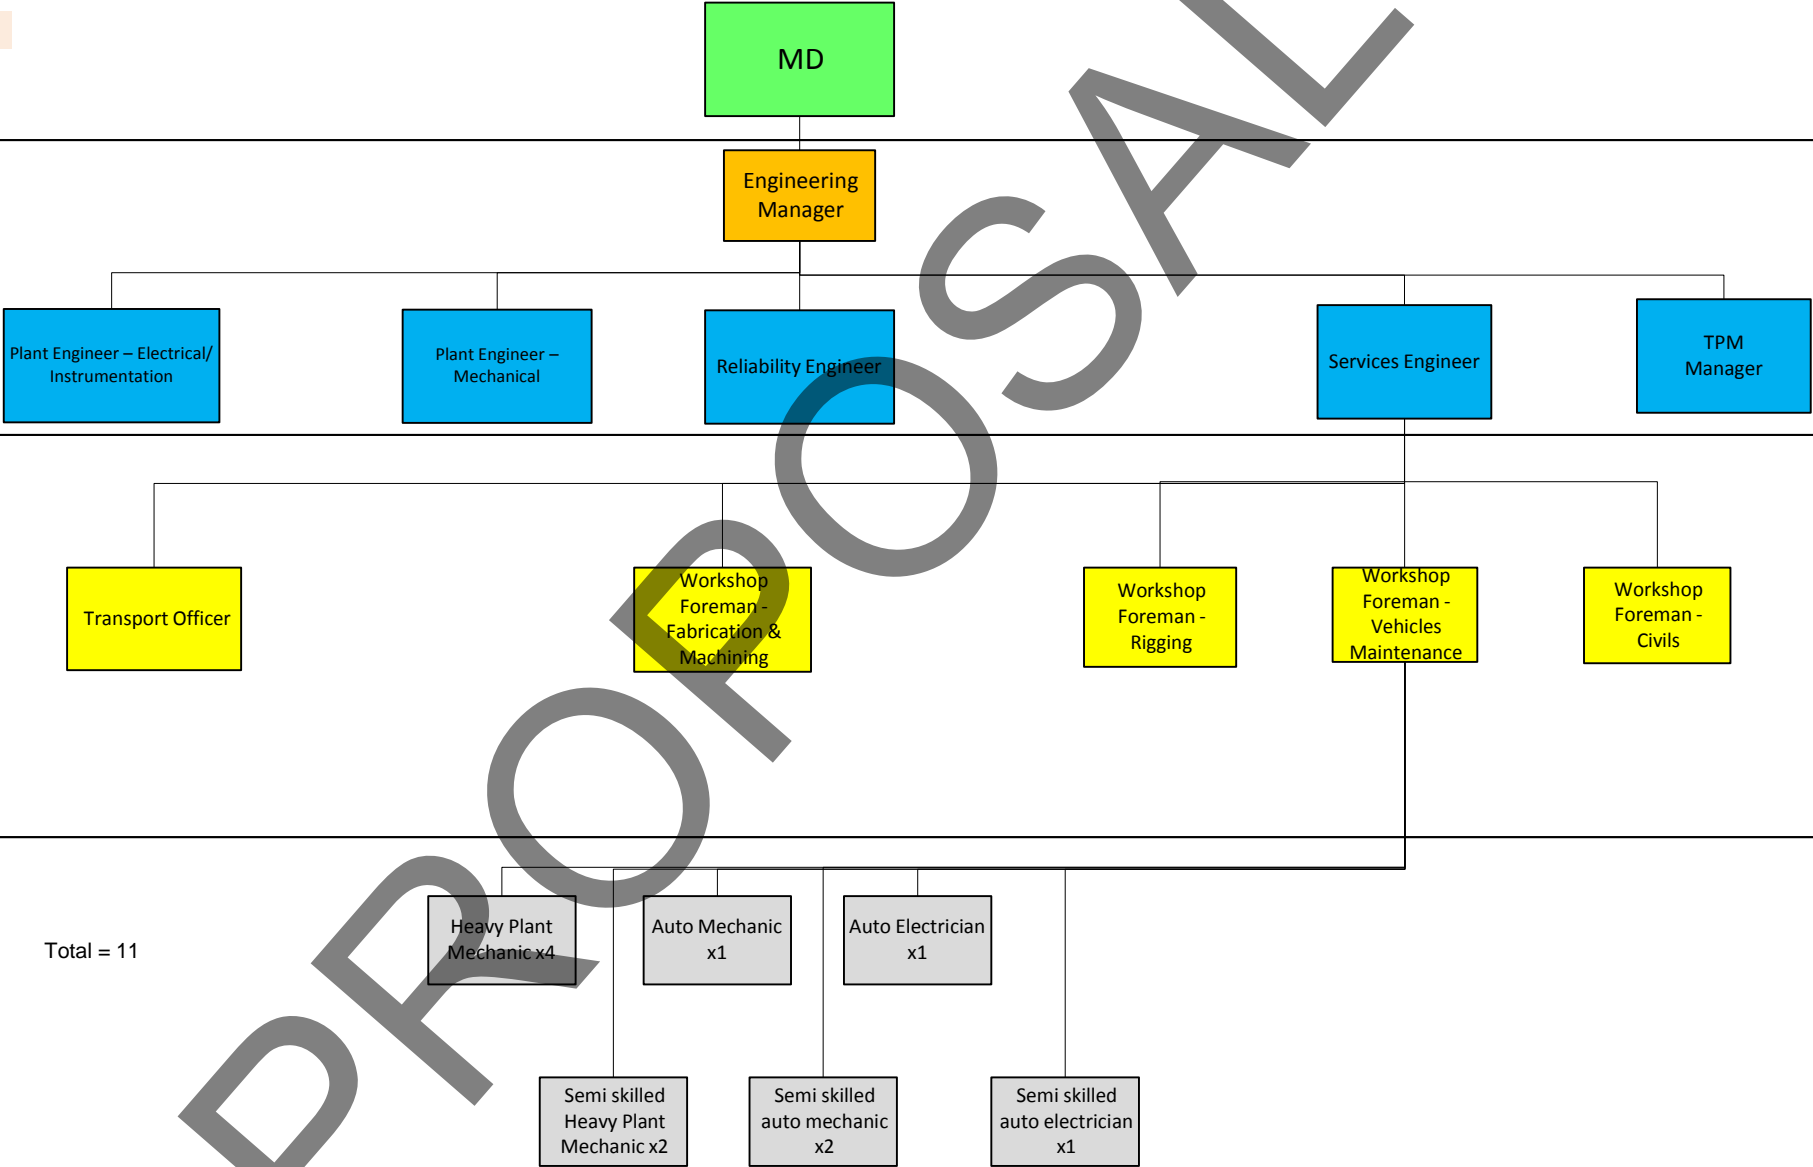 MD
Engineering
Manager
Plant Engineer – Electrical/
Instrumentation
Plant Engineer –
Mechanical
Reliability Engineer
Services Engineer
TPM
Manager
Transport Officer
Workshop
Foreman -
Fabrication &
Machining
Workshop
Foreman -
Rigging
Workshop
Foreman -
Vehicles
Maintenance
Workshop
Foreman -
Civils
Total = 11
Heavy Plant
Mechanic x4
Auto Mechanic
x1
Auto Electrician
x1
Semi skilled
Heavy Plant
Mechanic x2
Semi skilled
auto mechanic
x2
Semi skilled
auto electrician
x1
PROPOSAL